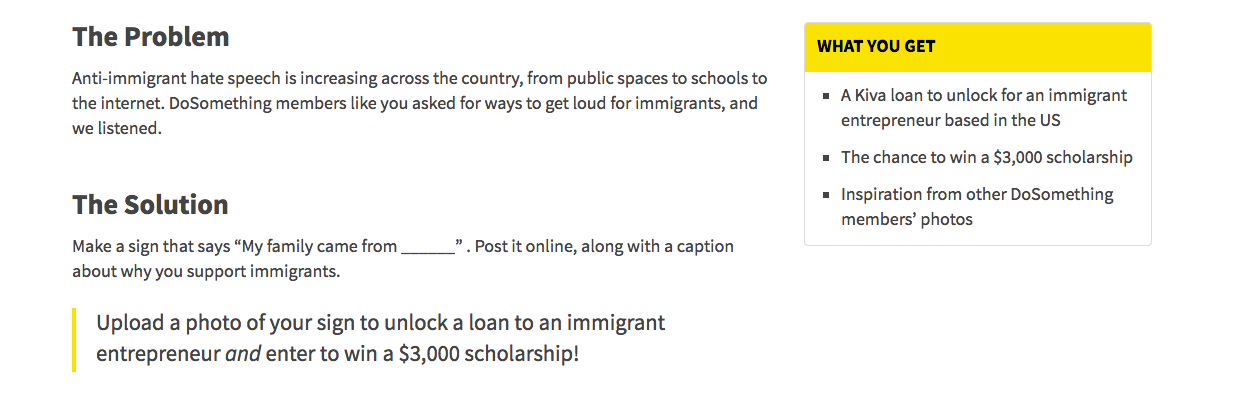 The Problem
Anti-immigrant hate speech is increasing across the country, from public spaces to schools to
the internet. DoSomething members like you asked for ways to get loud for immigrants, and
we listened.
The Solution
Make a sign that says “My family came from ______” . Post it online, along with a caption
about why you support immigrants.
Upload a photo of your sign to unlock a loan to an immigrant
entrepreneur and enter to win a $3,000 scholarship!
WHAT YOU GET
A Kiva loan to unlock for an immigrant
entrepreneur based in the US
The chance to win a $3,000 scholarship
Inspiration from other DoSomething
members’ photos